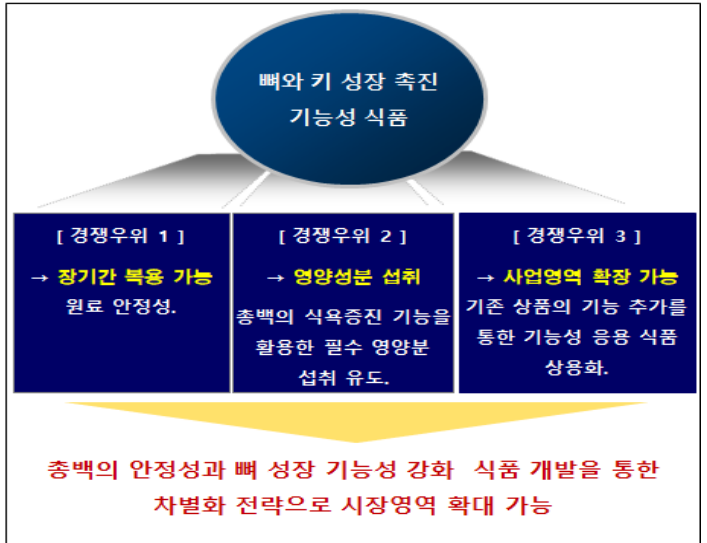 뼈와 키 성장 촉진
기능성 식품
[ 경쟁우위 1 ]
→ 장기간 복용 가능
원료 안정성.
[ 경쟁우위 2 ]
→ 영양성분 섭취
총백의 식욕증진 기능을
활용한 필수 영양분
섭취 유도.
[ 경쟁우위 3 ]
→ 사업영역 확장 가능
기존 상품의 기능 추가를
통한 기능성 응용 식품
상용화.
총백의 안정성과 뼈 성장 기능성 강화 식품 개발을 통한
차별화 전략으로 시장영역 확대 가능